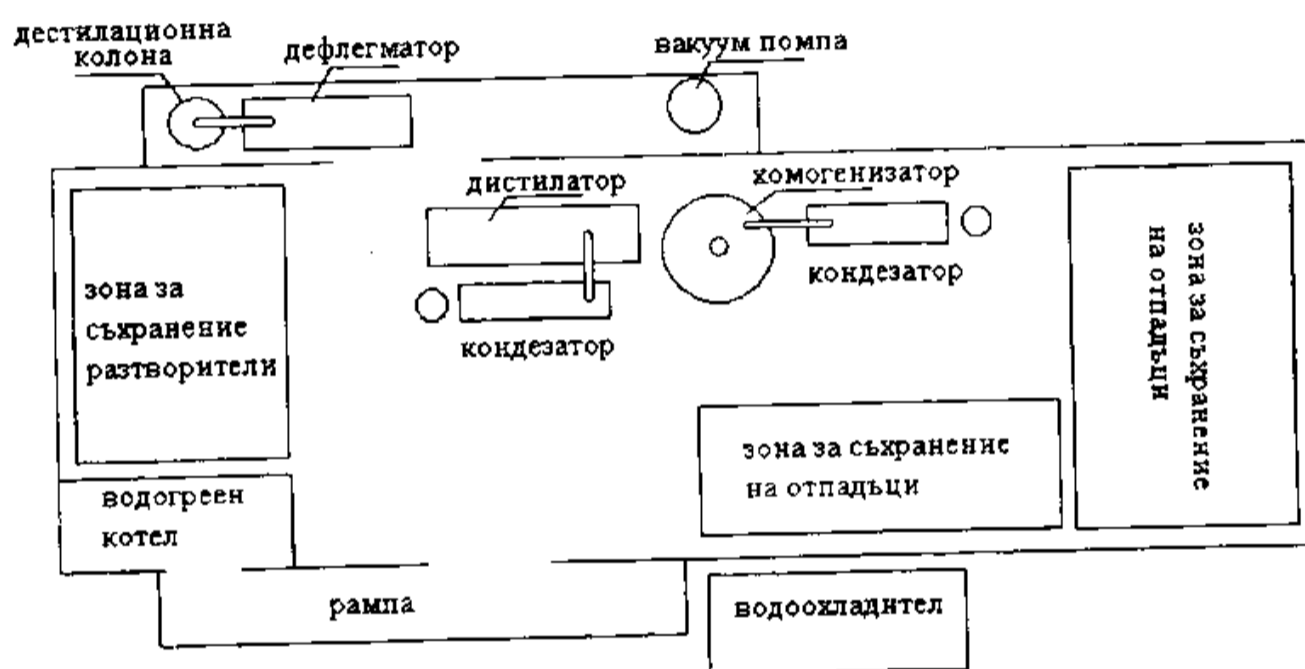 дестилационна
колона
дефлегматор
вакуум помпа
дистилатор
хомогенизатор
кондезатор
кондезатор
зона за
съхранение
разтворители
зона за съхранение
на отпадъци
зона за съхранение
на отпадъци
водогреен
котел
рампа
водоохладител